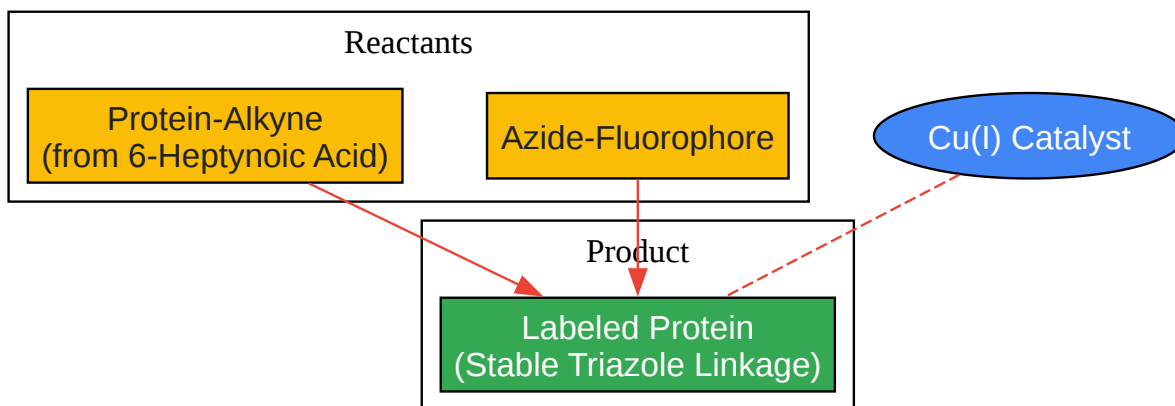 Reactants
Protein-Alkyne
(from 6-Heptynoic Acid)
Azide-Fluorophore
Cu(I) Catalyst
Product
Labeled Protein
(Stable Triazole Linkage)